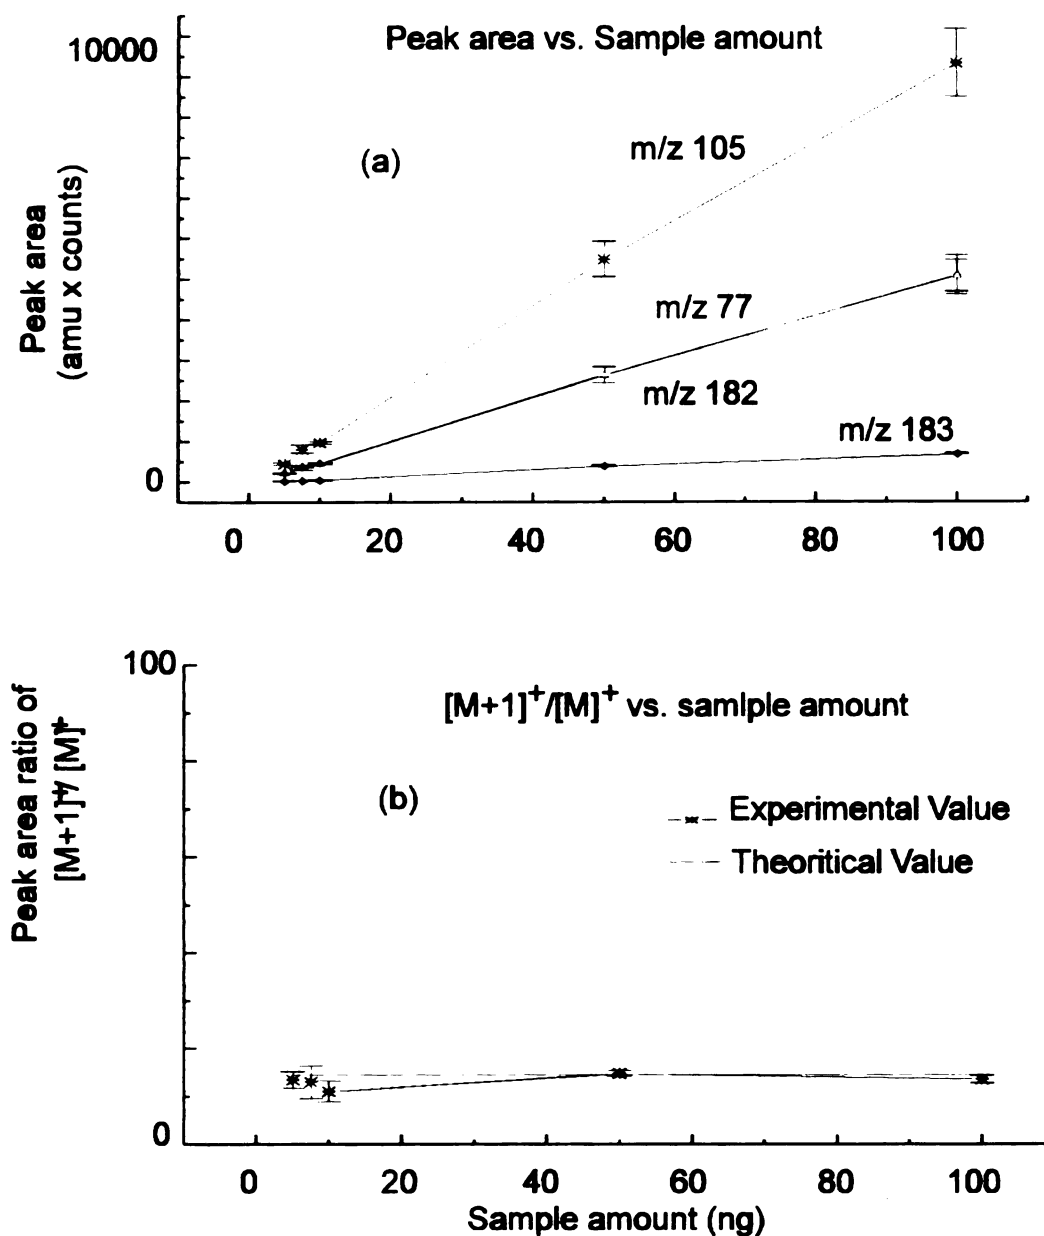 Peak area vs. Sample amount
10000
(a)
m/z 105
m/z 77
m/z 182
m/z 183
0
Peak area
(amu x counts)
0 20 40 60 80 100
100
[M+1]+/[M]+ vs. samlple amount
(b)
Experimental Value
Theoritical Value
Peak area ratio of
[M+1]+/ [M]+
0
0 20 40 60 80 100
Sample amount (ng)